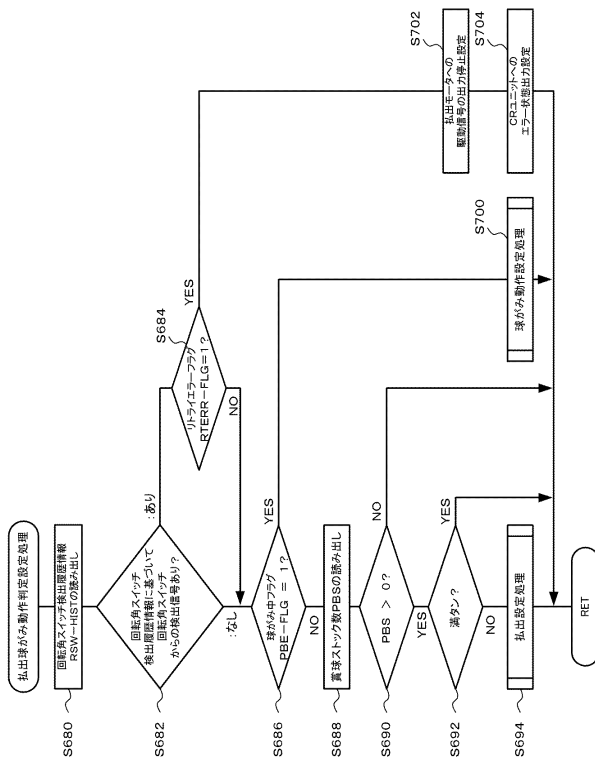 払出球がみ動作判定設定処理
S680
回転角スイッチ検出履歴情報
RSW－HISTの読み出し
S682
回転角スイッチ
検出履歴情報に基づいて
回転角スイッチ
からの検出信号あり？
：あり
：なし
S684
リトライエラーフラグ
RTERR－FLG＝1？
YES
NO
S686
球がみ中フラグ
PBE－FLG ＝ 1？
YES
NO
S688
賞球ストック数PBSの読み出し
S690
PBS ＞ 0？
NO
YES
S692
満タン？
YES
NO
S694
払出設定処理
S700
球がみ動作設定処理
S702
払出モータへの
駆動信号の出力停止設定
S704
CRユニットへの
エラー状態出力設定
RET